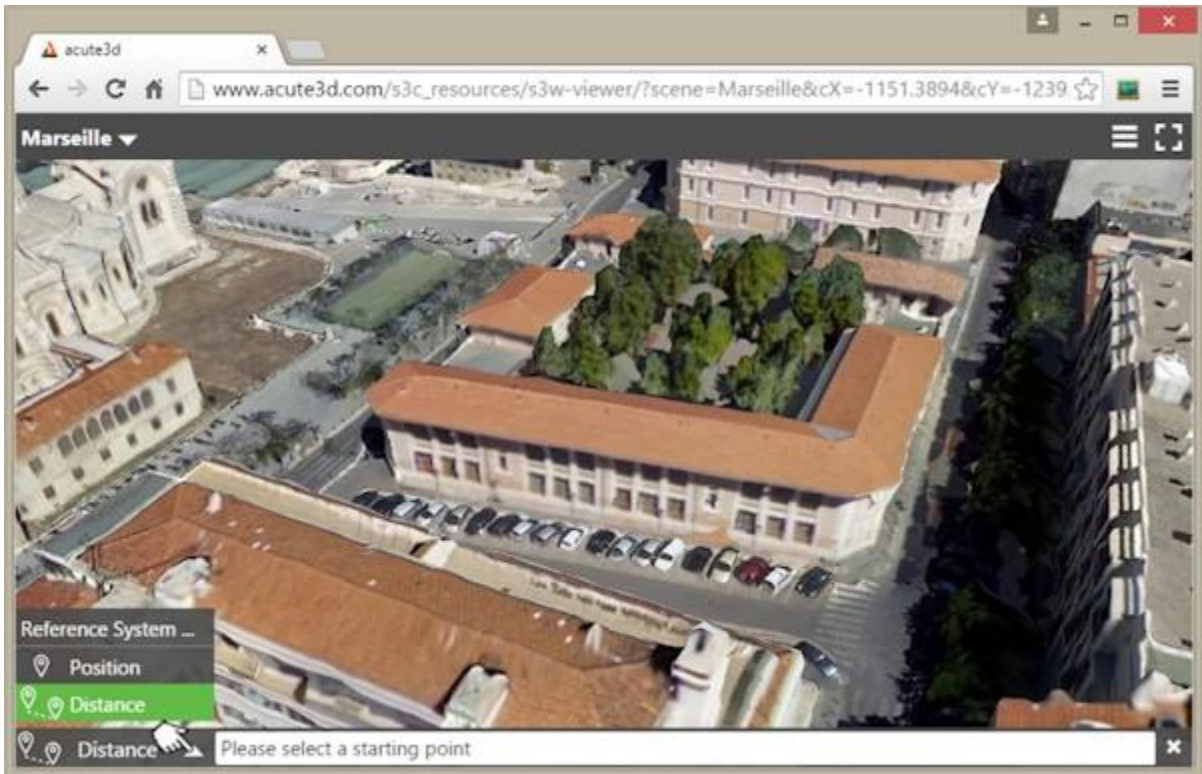 acute3d
www.acute3d.com/s3c_resources/s3w-viewer/?scene=Marseille&cX=-1151.3894&cY=-1239
Marseille
Reference System ...
Position
Distance
Distance
Please select a starting point